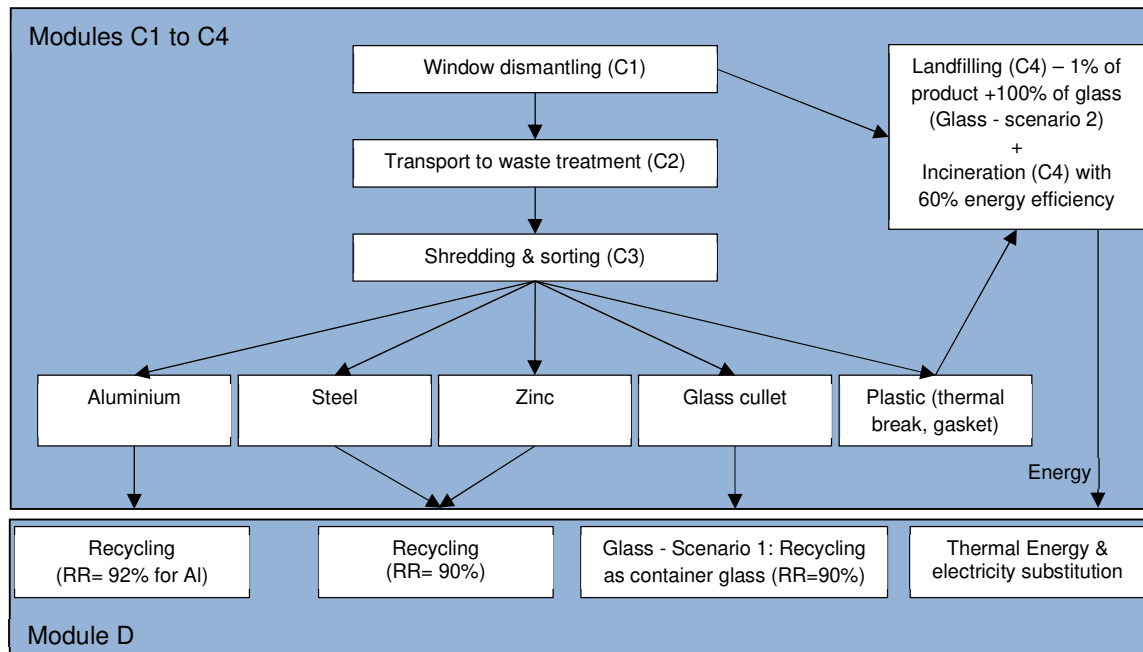 Modules C1 to C4
Window dismantling (C1)
Landfilling (C4) – 1% of
product +100% of glass
(Glass - scenario 2)
+
Incineration (C4) with
60% energy efficiency
Transport to waste treatment (C2)
Shredding & sorting (C3)
Aluminium
Steel
Zinc
Glass cullet
Plastic (thermal
break, gasket)
Energy
Recycling
(RR= 92% for Al)
Recycling
(RR= 90%)
Glass - Scenario 1: Recycling
as container glass (RR=90%)
Thermal Energy &
electricity substitution
Module D